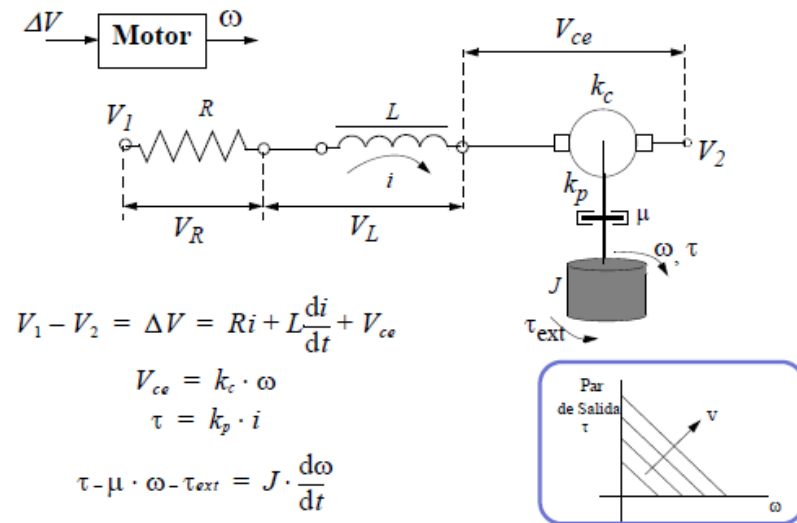 ΔV Motor ω
V_ce
k_c
V_1 R L V_2
i
k_p
V_R V_L μ
ω, τ
J
τ_ext
V_1 – V_2 = ΔV = Ri + L di/dt + V_ce
V_ce = k_c · ω
τ = k_p · i
τ – μ · ω – τ_ext = J · dω/dt
Par
de Salida
τ
v
ω